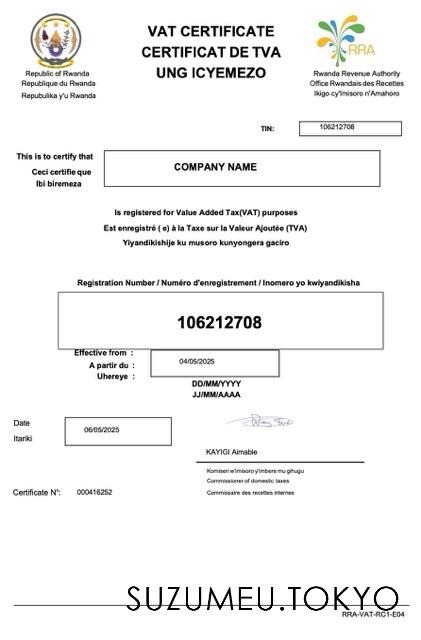 VAT CERTIFICATE
CERTIFICAT DE TVA
UNG ICYEMEZO
Republic of Rwanda
Republique du Rwanda
Repubulika y'u Rwanda
RRA
Rwanda Revenue Authority
Office Rwandais des Recettes
Ikigo cy'Imisoro n'Amahoro
TIN: 106212708
This is to certify that
Ceci certifie que
Ibi biremeza
COMPANY NAME
Is registered for Value Added Tax(VAT) purposes
Est enregistré ( e) à la Taxe sur la Valeur Ajoutée (TVA)
Yiyandikishije ku musoro kunyongera gaciro
Registration Number / Numéro d'enregistrement / Inomero yo kwiyandikisha
106212708
Effective from :
A partir du :
Uhereye :
04/05/2025
DD/MM/YYYY
JJ/MM/AAAA
Date
Itariki
06/05/2025
KAYIGI Aimable
Komiseri w'imisoro y'imbere mu gihugu
Commissioner of domestic taxes
Commissaire des recettes internes
Certificate N°: 000416252
SUZUMEU.TOKYO
RRA-VAT-RC1-E04